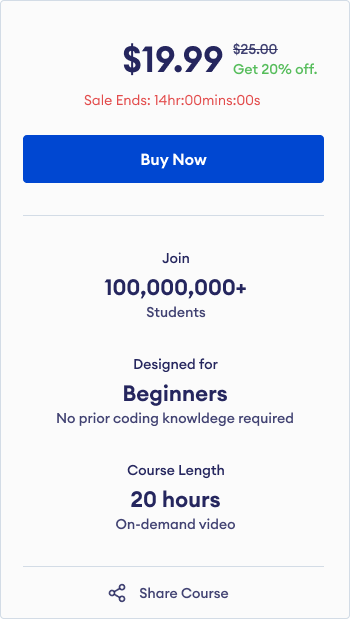 $19.99 $25.00
Get 20% off.
Sale Ends: 14hr:00mins:00s
Buy Now
Join
100,000,000+
Students
Designed for
Beginners
No prior coding knowldege required
Course Length
20 hours
On-demand video
Share Course